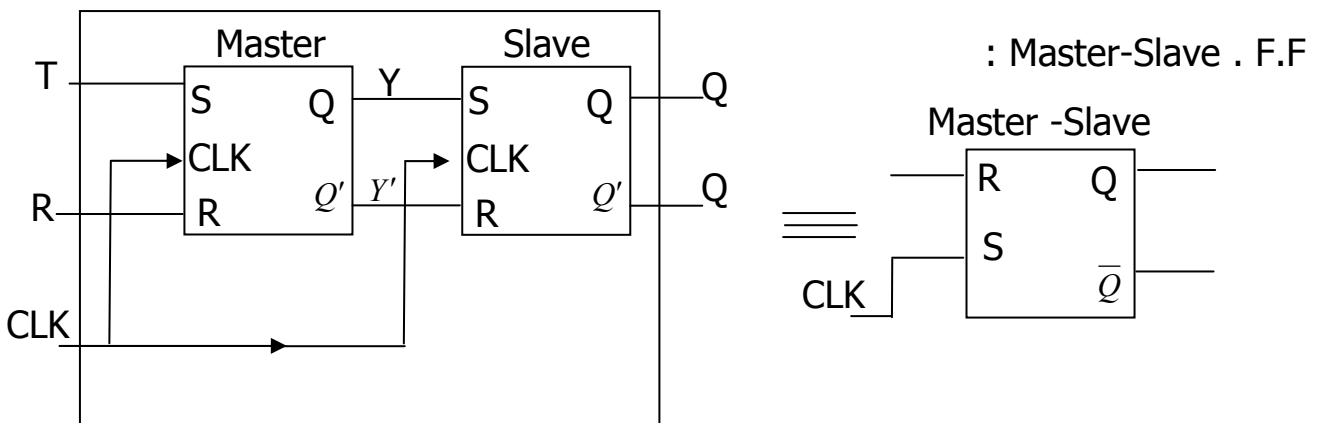 : Master-Slave . F.F
Master
Slave
T
S
Q
Y
S
Q
Q
CLK
CLK
R
R
Q'
Y'
R
Q'
Q
CLK
Master -Slave
R
Q
S
Q̅
CLK